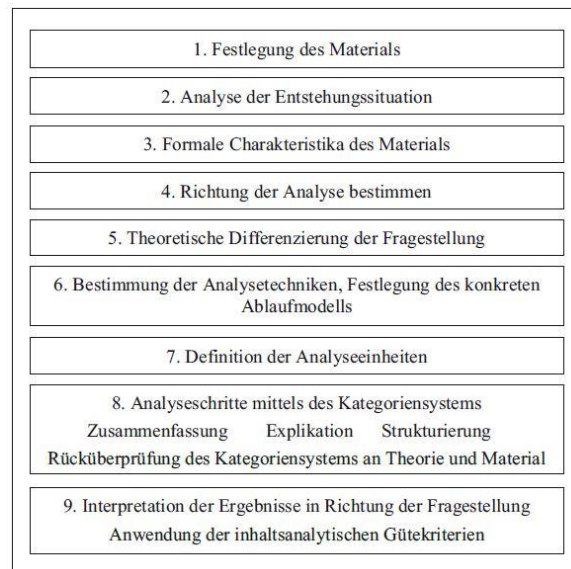 1. Festlegung des Materials
2. Analyse der Entstehungssituation
3. Formale Charakteristika des Materials
4. Richtung der Analyse bestimmen
5. Theoretische Differenzierung der Fragestellung
6. Bestimmung der Analysetechniken, Festlegung des konkreten
Ablaufmodells
7. Definition der Analyseeinheiten
8. Analyseschritte mittels des Kategoriensystems
Zusammenfassung Explikation Strukturierung
Rücküberprüfung des Kategoriensystems an Theorie und Material
9. Interpretation der Ergebnisse in Richtung der Fragestellung
Anwendung der inhaltsanalytischen Gütekriterien